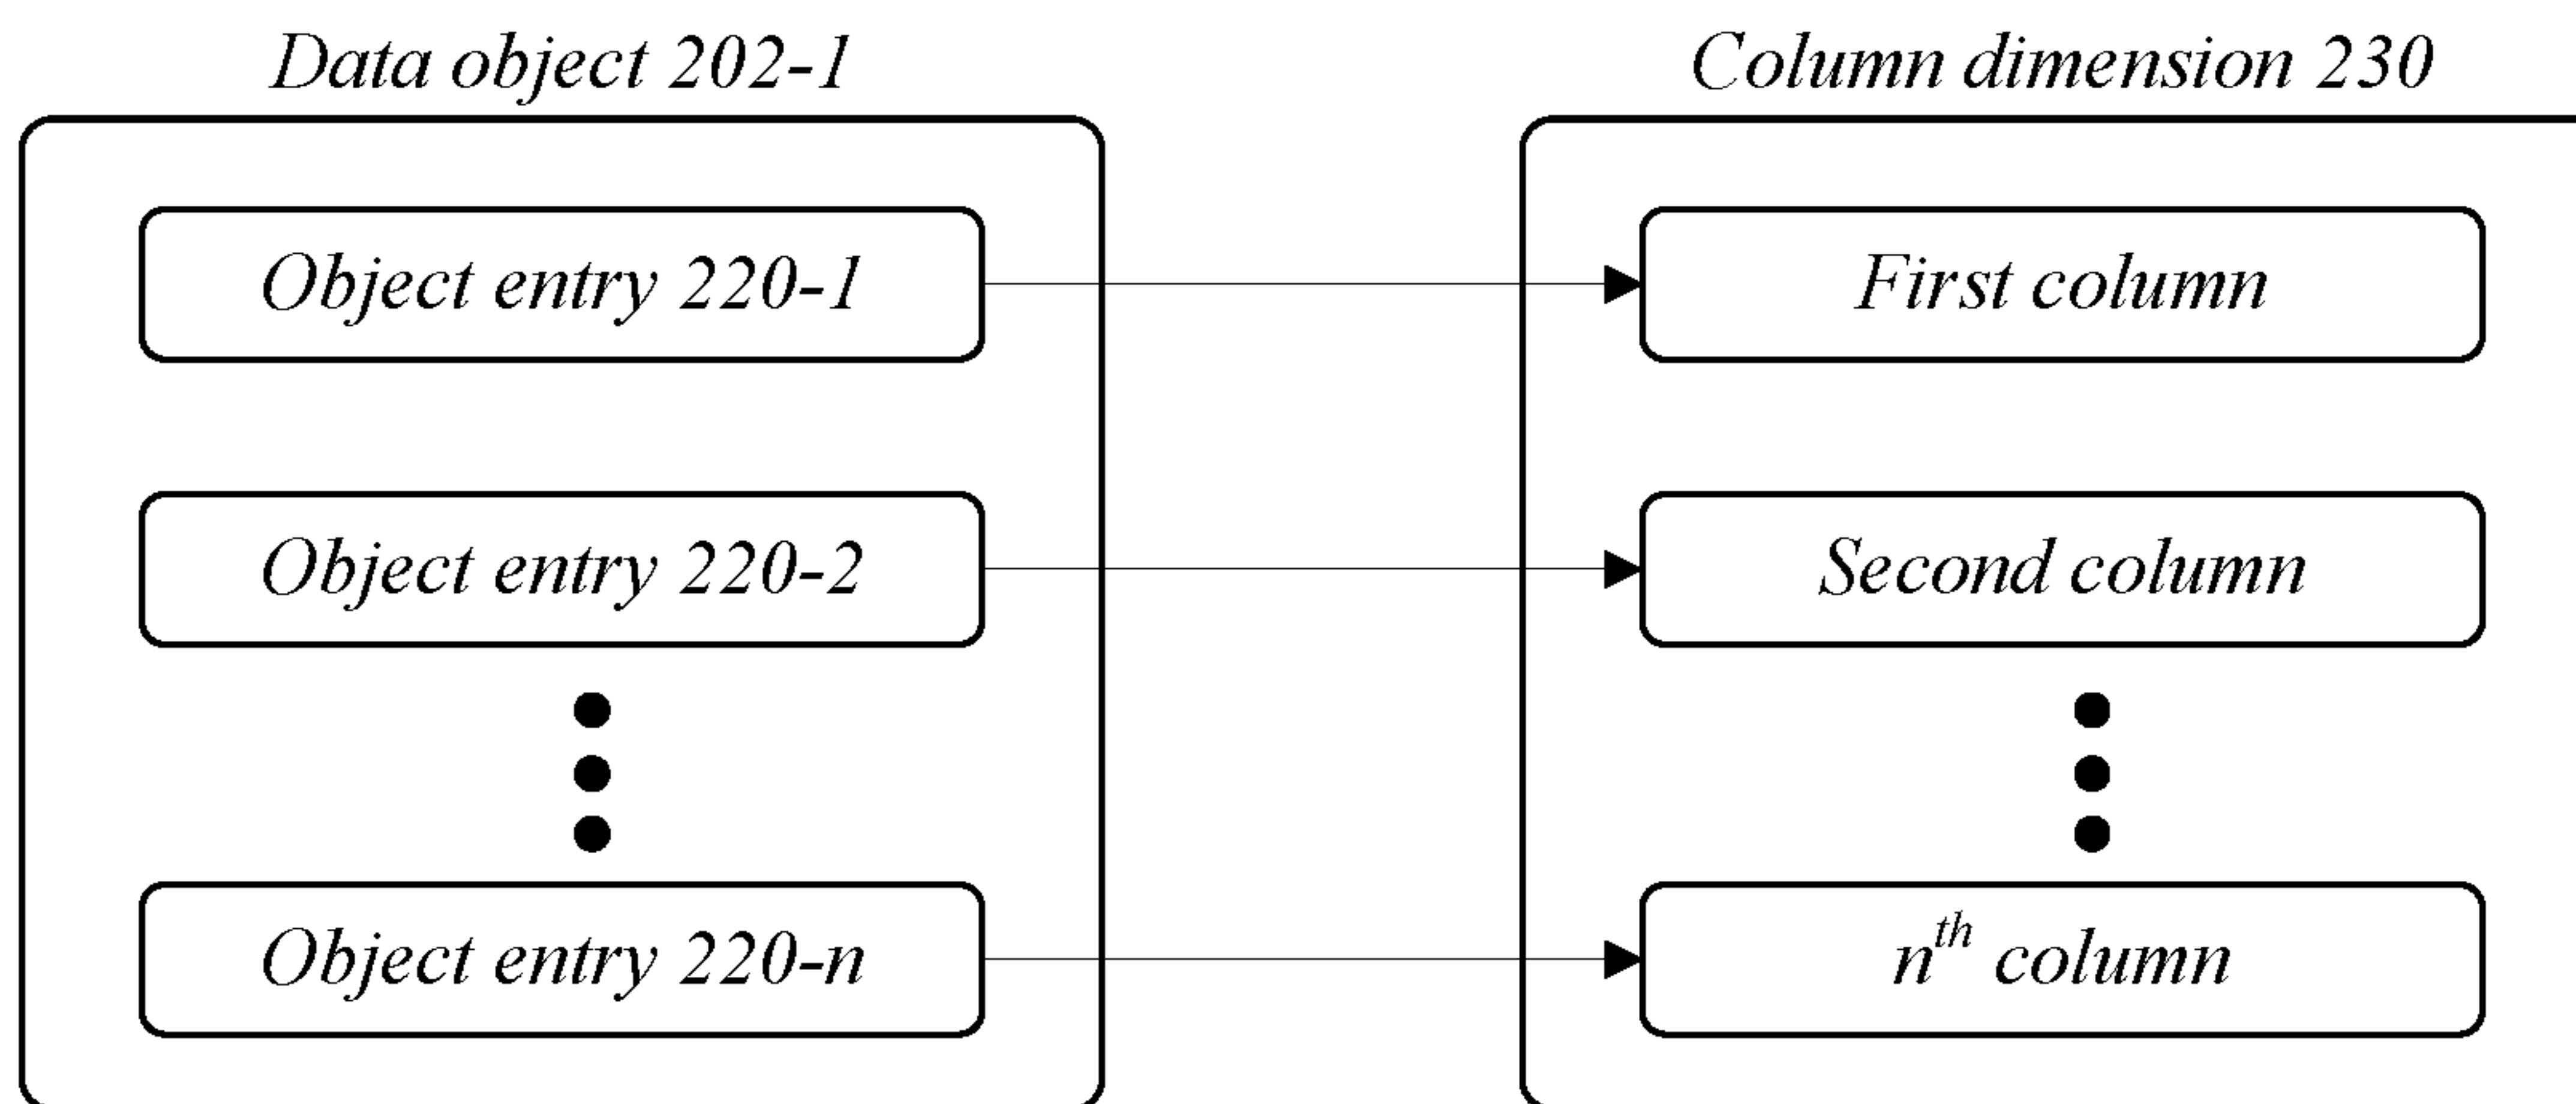 Data object 202-1
Column dimension 230
Object entry 220-1
First column
Object entry 220-2
Second column
Object entry 220-n
nth column